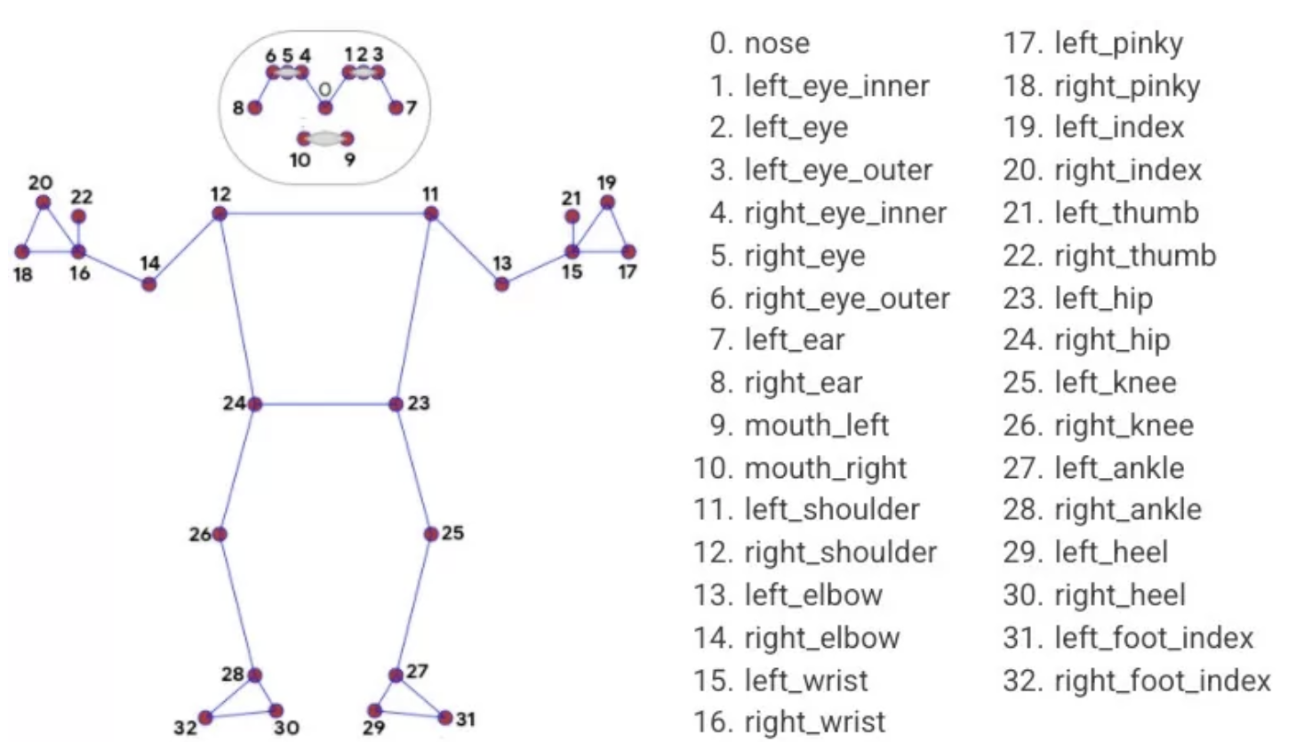 6 5 4 1 2 3
0
8 7
10 9
20 22 12 11 21 19
18 16 14 13 15 17
24 23
26 25
28 27
32 30 29 31
0. nose
1. left_eye_inner
2. left_eye
3. left_eye_outer
4. right_eye_inner
5. right_eye
6. right_eye_outer
7. left_ear
8. right_ear
9. mouth_left
10. mouth_right
11. left_shoulder
12. right_shoulder
13. left_elbow
14. right_elbow
15. left_wrist
16. right_wrist
17. left_pinky
18. right_pinky
19. left_index
20. right_index
21. left_thumb
22. right_thumb
23. left_hip
24. right_hip
25. left_knee
26. right_knee
27. left_ankle
28. right_ankle
29. left_heel
30. right_heel
31. left_foot_index
32. right_foot_index